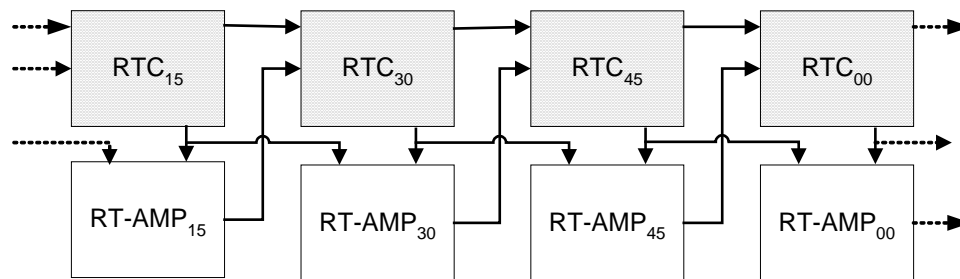 RTC₁₅ RTC₃₀ RTC₄₅ RTC₀₀
RT-AMP₁₅ RT-AMP₃₀ RT-AMP₄₅ RT-AMP₀₀